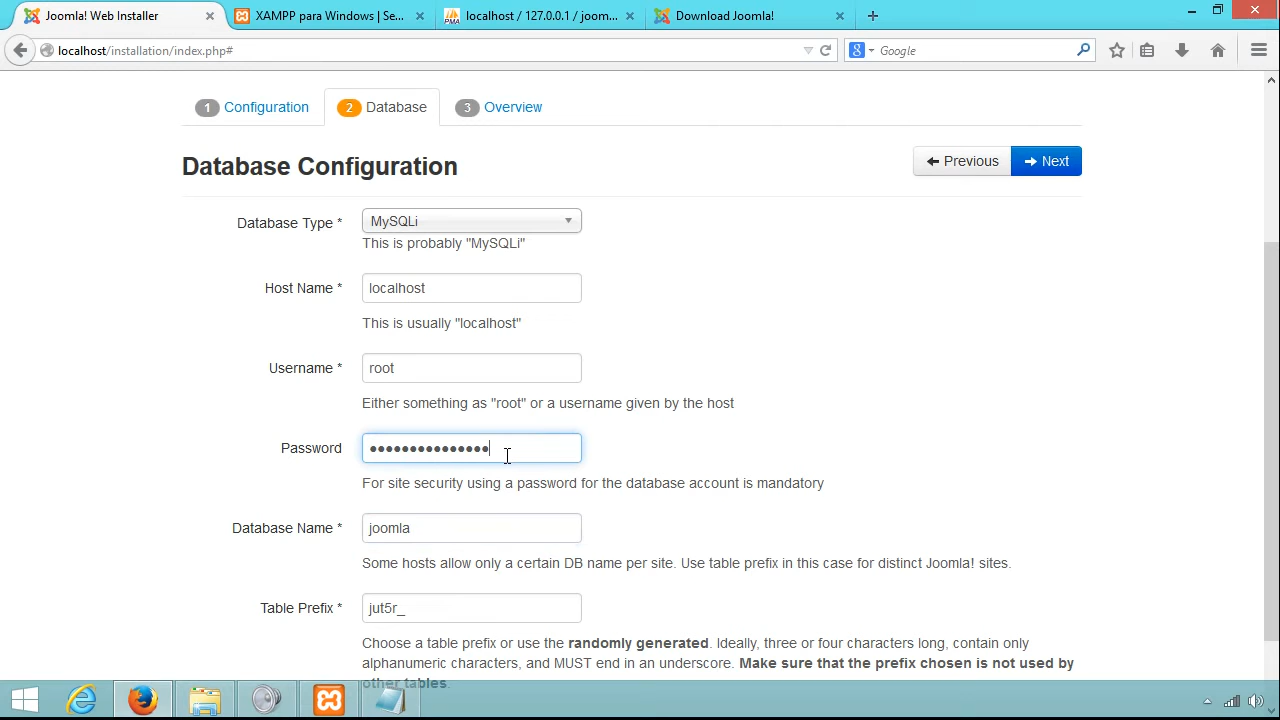 Joomla! Web Installer
XAMPP para Windows | Se...
localhost / 127.0.0.1 / joom...
Download Joomla!
localhost/installation/index.php#
Google
1 Configuration
2 Database
3 Overview
Database Configuration
Previous
Next
Database Type *
MySQLi
This is probably "MySQLi"
Host Name *
localhost
This is usually "localhost"
Username *
root
Either something as "root" or a username given by the host
Password
●●●●●●●●●●●●●●●
For site security using a password for the database account is mandatory
Database Name *
joomla
Some hosts allow only a certain DB name per site. Use table prefix in this case for distinct Joomla! sites.
Table Prefix *
jut5r_
Choose a table prefix or use the randomly generated. Ideally, three or four characters long, contain only
alphanumeric characters, and MUST end in an underscore. Make sure that the prefix chosen is not used by
other tables.